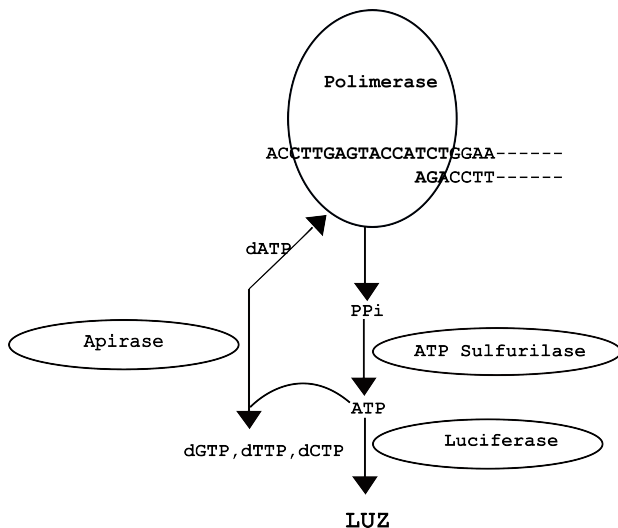 Polimerase
ACCTTGAGTACCATCTGGAA------
AGACCTT------
dATP
PPi
Apirase
ATP Sulfurilase
ATP
Luciferase
dGTP,dTTP,dCTP
LUZ